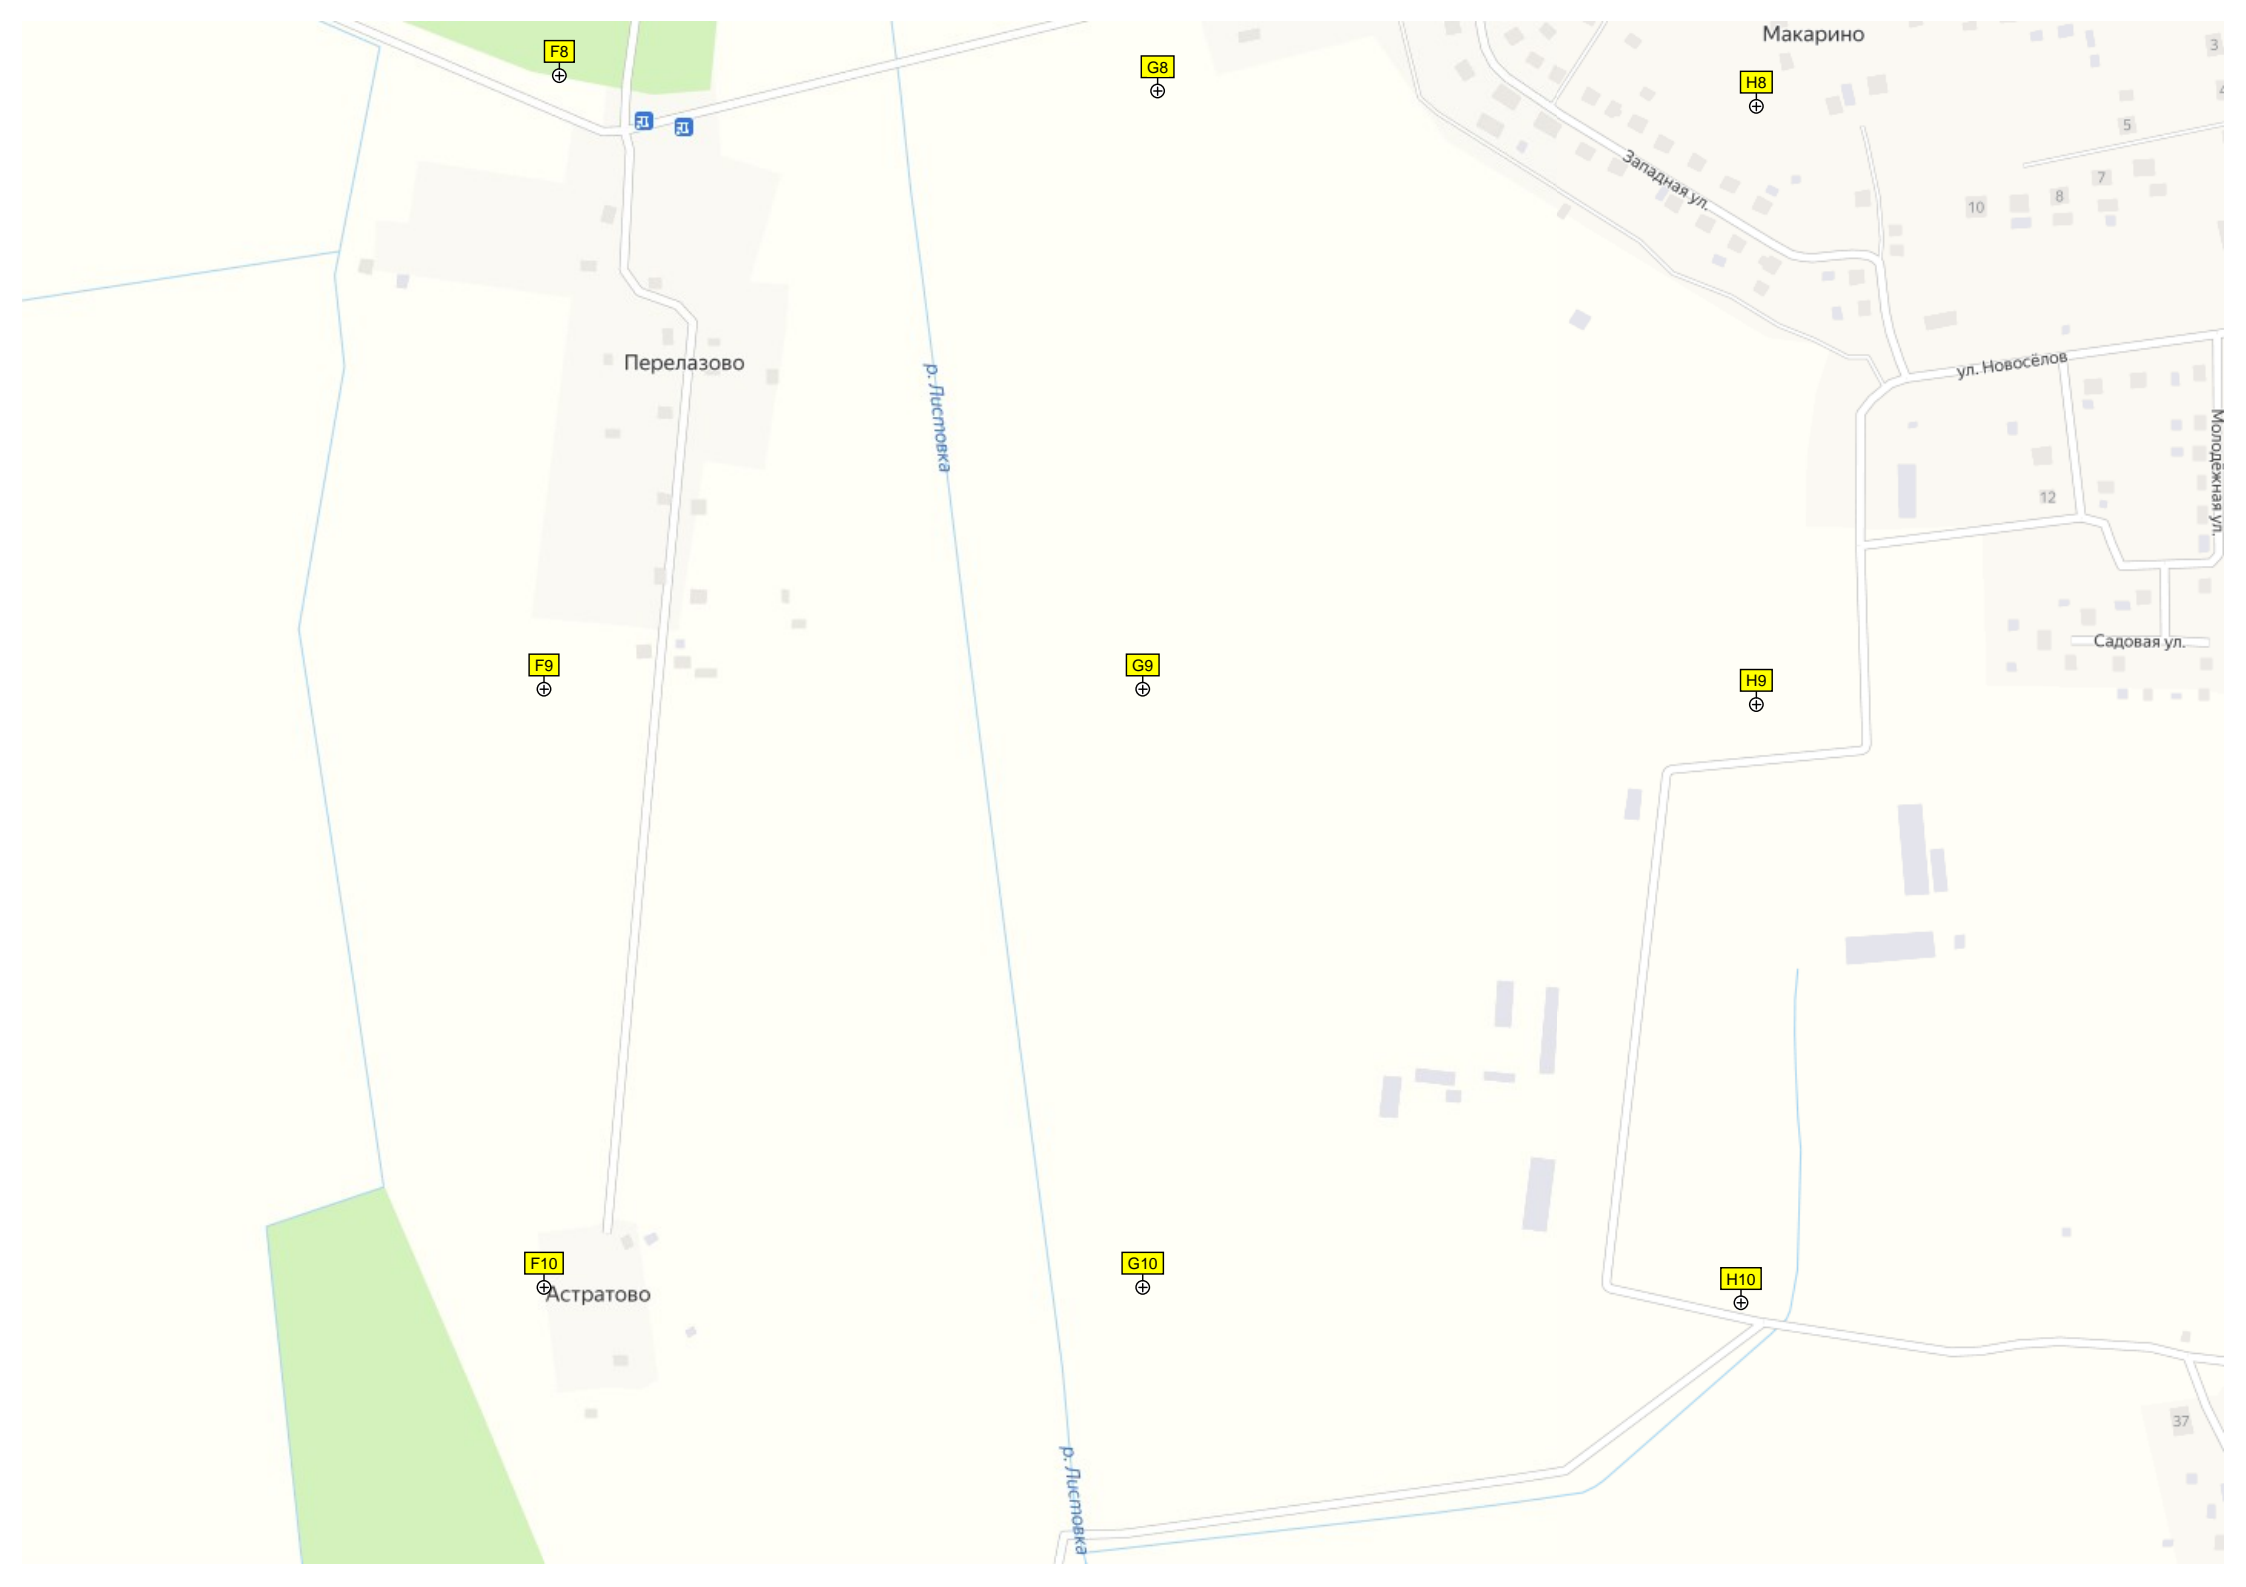 Макарино
3
F8
G8
H8
4
5
Западная ул.
7
8
10
Перелазово
ул. Новосёлов
р. Листовка
Молодёжная ул.
12
Садовая ул.
F9
G9
H9
F10
G10
H10
Астратово
37
р. Листовка